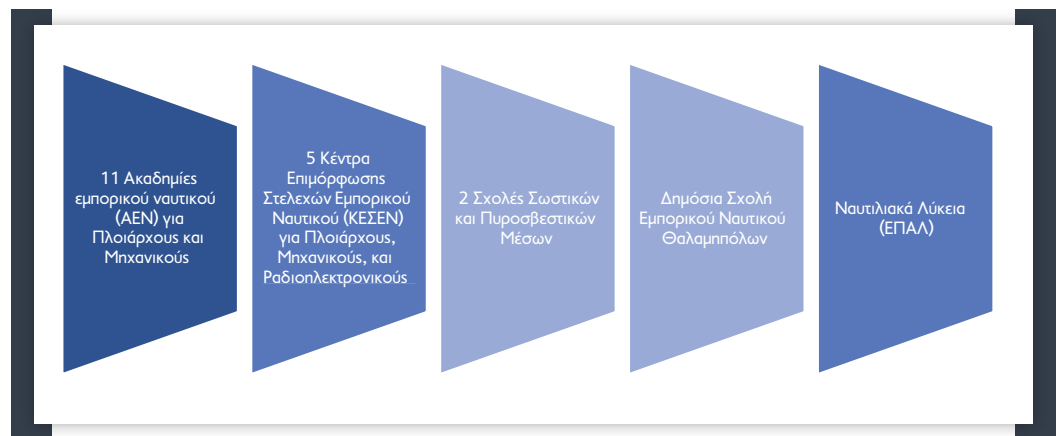 11 Ακαδημίες
εμπορικού ναυτικού
(ΑΕΝ) για
Πλοιάρχους και
Μηχανικούς
5 Κέντρα
Επιμόρφωσης
Στελεχών Εμπορικού
Ναυτικού (ΚΕΣΕΝ)
για Πλοιάρχους,
Μηχανικούς, και
Ραδιοηλεκτρονικούς
2 Σχολές Σωστικών
και Πυροσβεστικών
Μέσων
Δημόσια Σχολή
Εμπορικού Ναυτικού
Θαλαμηπόλων
Ναυτιλιακά Λύκεια
(ΕΠΑΛ)